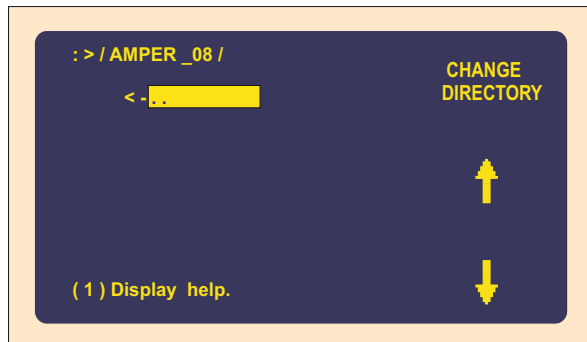 : > / AMPER _08 /
CHANGE
DIRECTORY
< - . .
( 1 ) Display help.